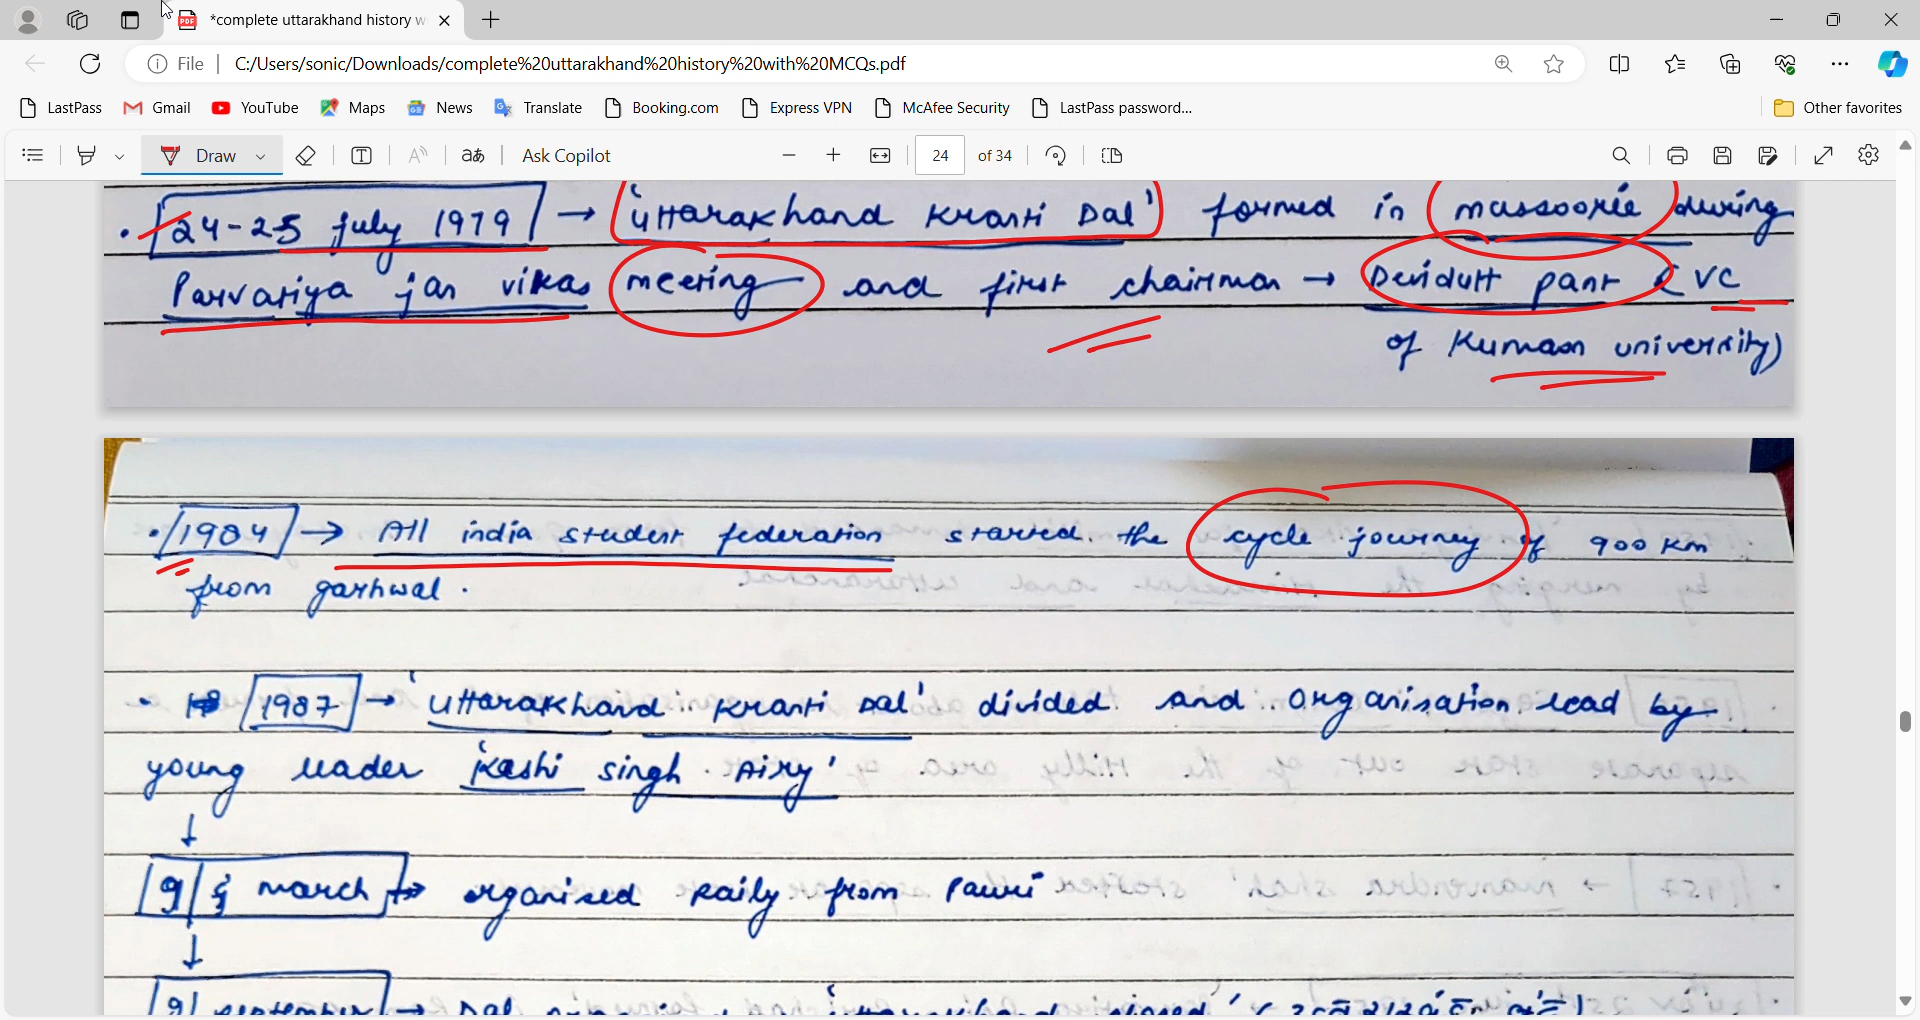 *complete uttarakhand history w
File
C:/Users/sonic/Downloads/complete%20uttarakhand%20history%20with%20MCQs.pdf
LastPass
Gmail
YouTube
Maps
News
Translate
Booking.com
Express VPN
McAfee Security
LastPass password...
Other favorites
Draw
Ask Copilot
24
of 34
. 24-25 july 1979 → 'Uttarakhand Kranti Dal' formed in mussoorie during
Parvatiya jan vikas meeting and first chairman → Devidutt pant ( VC
of Kumaon university)
. 1984 → All india student federation started the cycle journey of 900 Km
from garhwal .
1987 → 'Uttarakhand Kranti Dal' divided and organisation lead by
young leader 'Kashi singh Airy'
↓
9 march → organised raily from Pauri
↓